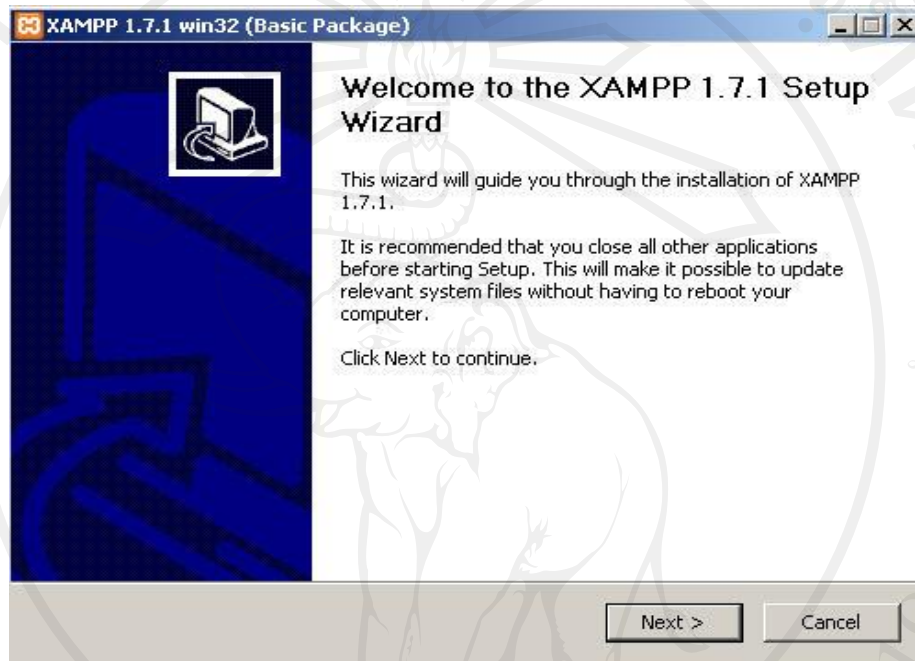 XAMPP 1.7.1 win32 (Basic Package)
Welcome to the XAMPP 1.7.1 Setup
Wizard
This wizard will guide you through the installation of XAMPP
1.7.1.
It is recommended that you close all other applications
before starting Setup. This will make it possible to update
relevant system files without having to reboot your
computer.
Click Next to continue.
Next >
Cancel